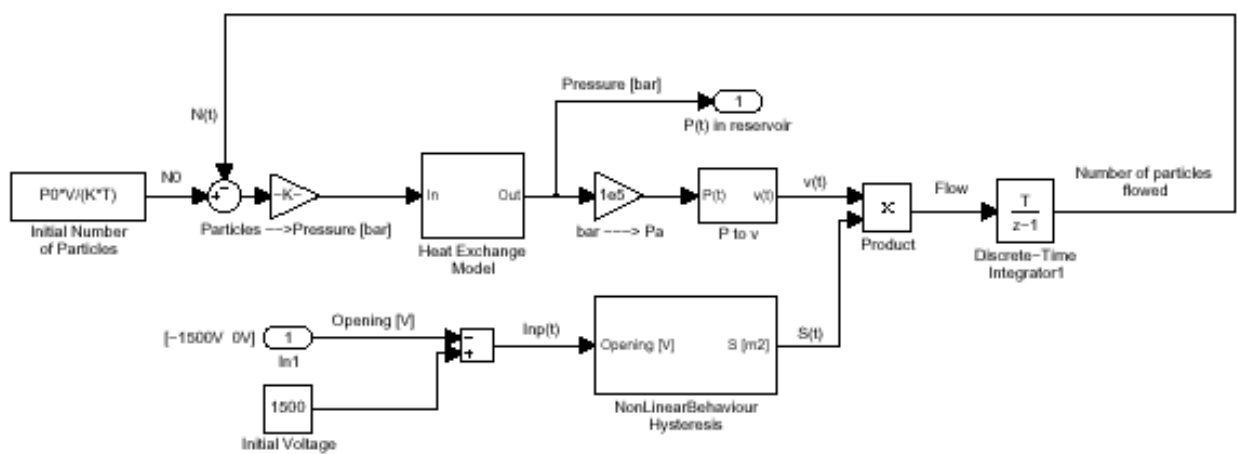 Pressure [bar]
1
P(t) in reservoir
N(t)
N0
P0*V/(K*T)
Initial Number
of Particles
+
−
-K-
Particles -->Pressure [bar]
In
Out
Heat Exchange
Model
1e5
bar ---> Pa
P(t)
v(t)
P to v
v(t)
x
Product
Flow
T
z-1
Discrete-Time
Integrator1
Number of particles
flowed
[-1500V 0V]
1
In1
Opening [V]
1500
Initial Voltage
−
+
Inp(t)
Opening [V]
S [m2]
NonLinearBehaviour
Hysteresis
S(t)